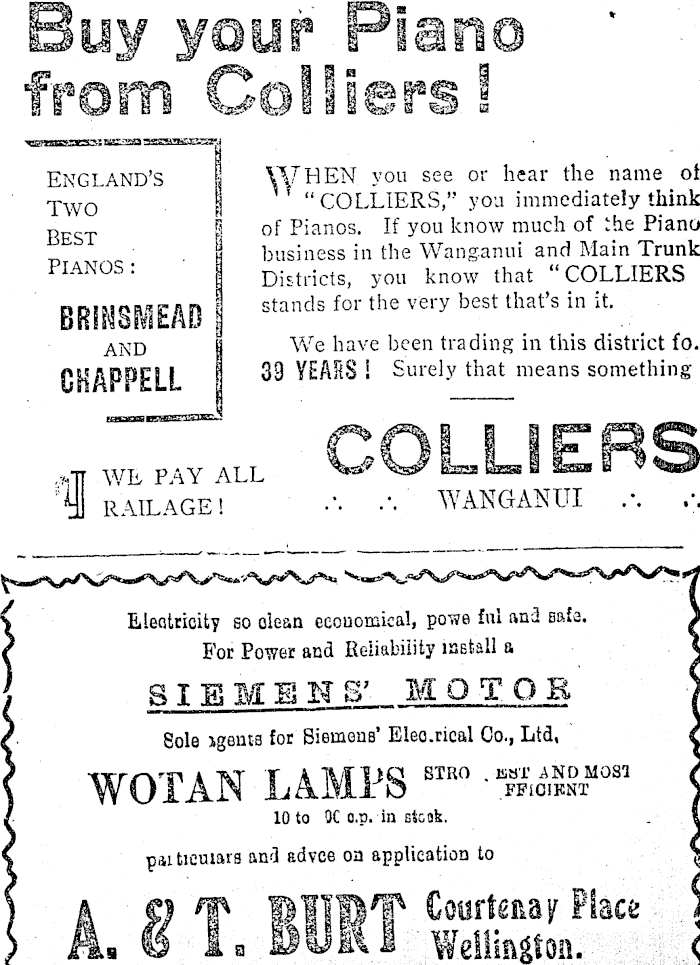 Buy your Piano
from Colliers!
ENGLAND'S
TWO
BEST
PIANOS:
BRINSMEAD
AND
CHAPPELL
WE PAY ALL
RAILAGE!
WHEN you see or hear the name of
"COLLIERS," you immediately think
of Pianos. If you know much of the Piano
business in the Wanganui and Main Trunk
Districts, you know that "COLLIERS
stands for the very best that's in it.
We have been trading in this district fo.
39 YEARS! Surely that means something
COLLIERS
WANGANUI
Electricity so clean economical, powe ful and safe.
For Power and Reliability install a
SIEMENS' MOTOR
Sole agents for Siemens' Elec.rical Co., Ltd,
WOTAN LAMPS STRO . EST AND MOST
FFICIENT
10 to c.p. in stock.
particulars and advce on application to
A. & T. BURT Courtenay Place
Wellington.